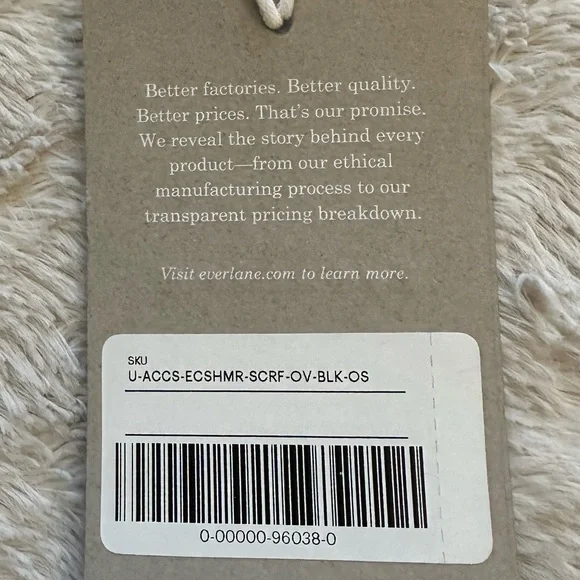 Better factories. Better quality.
Better prices. That's our promise.
We reveal the story behind every
product—from our ethical
manufacturing process to our
transparent pricing breakdown.
Visit everlane.com to learn more.
SKU
U-ACCS-ECSHMR-SCRF-OV-BLK-OS
0-00000-96038-0